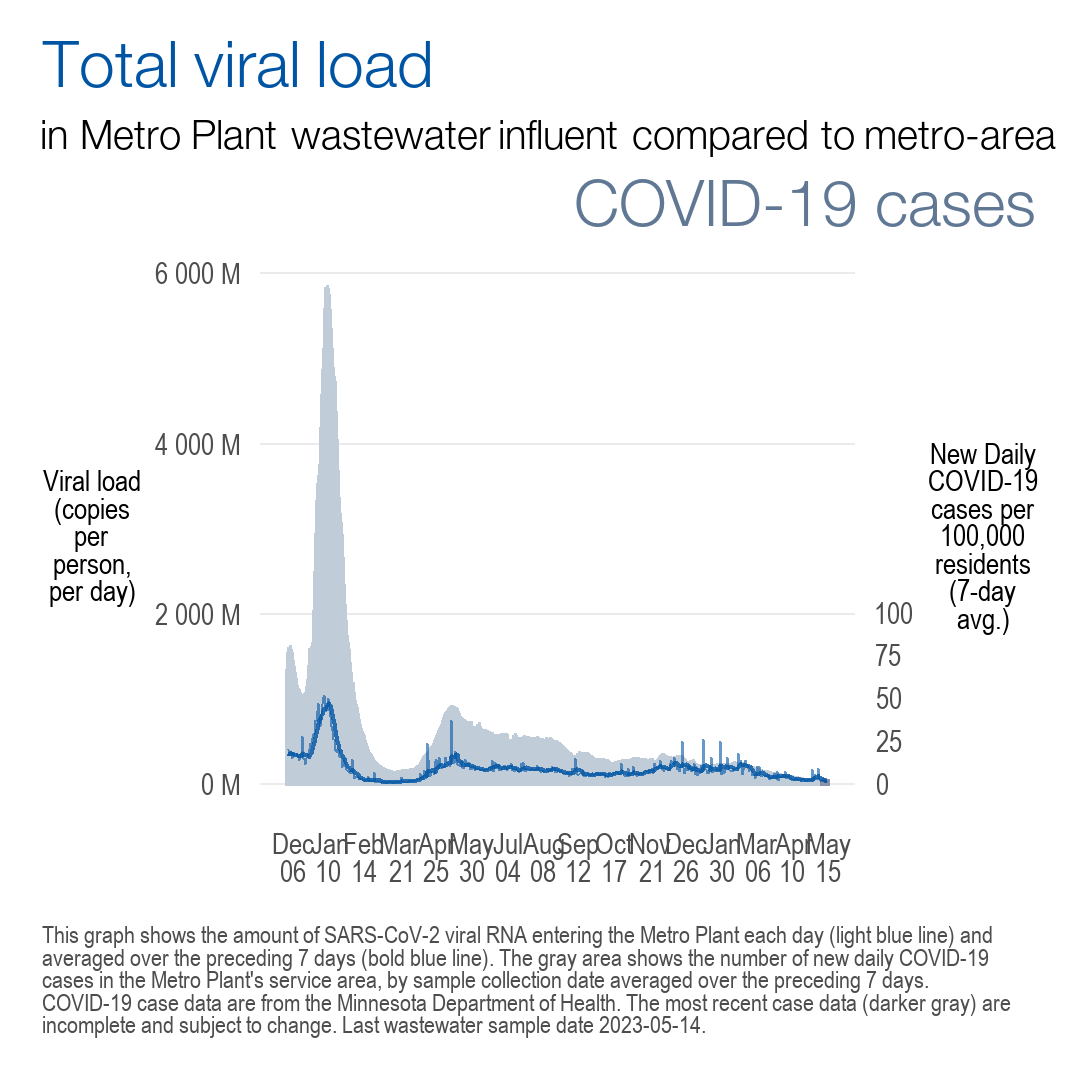 Total viral load
in Metro Plant wastewater influent compared to metro-area
COVID-19 cases
6 000 M
4 000 M
2 000 M
0 M
Viral load
(copies
per
person,
per day)
New Daily
COVID-19
cases per
100,000
residents
(7-day
avg.)
100
75
50
25
0
Dec Jan Feb Mar Apr May Jul Aug Sep Oct Nov Dec Jan Mar Apr May
06 10 14 21 25 30 04 08 12 17 21 26 30 06 10 15
This graph shows the amount of SARS-CoV-2 viral RNA entering the Metro Plant each day (light blue line) and
averaged over the preceding 7 days (bold blue line). The gray area shows the number of new daily COVID-19
cases in the Metro Plant's service area, by sample collection date averaged over the preceding 7 days.
COVID-19 case data are from the Minnesota Department of Health. The most recent case data (darker gray) are
incomplete and subject to change. Last wastewater sample date 2023-05-14.